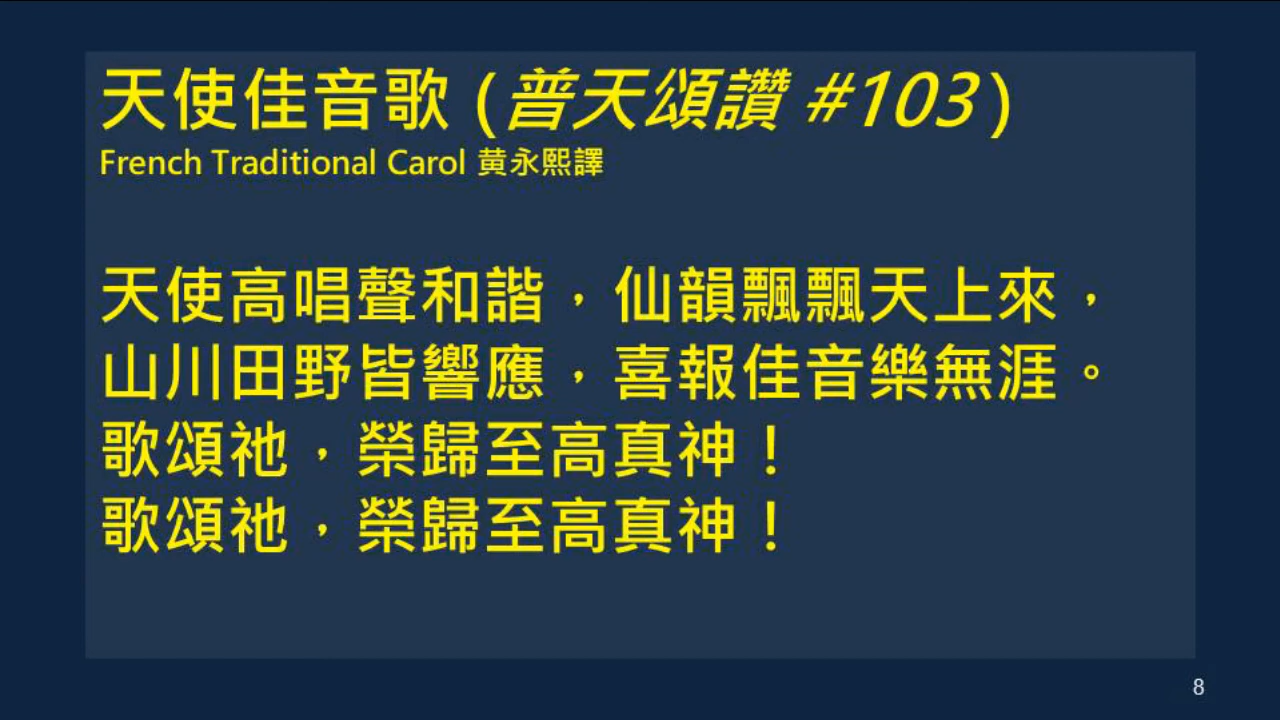 天使佳音歌 (普天頌讚 #103)
French Traditional Carol 黄永熙譯
天使高唱聲和諧，仙韻飄飄天上來，
山川田野皆響應，喜報佳音樂無涯。
歌頌祂，榮歸至高真神！
歌頌祂，榮歸至高真神！
8